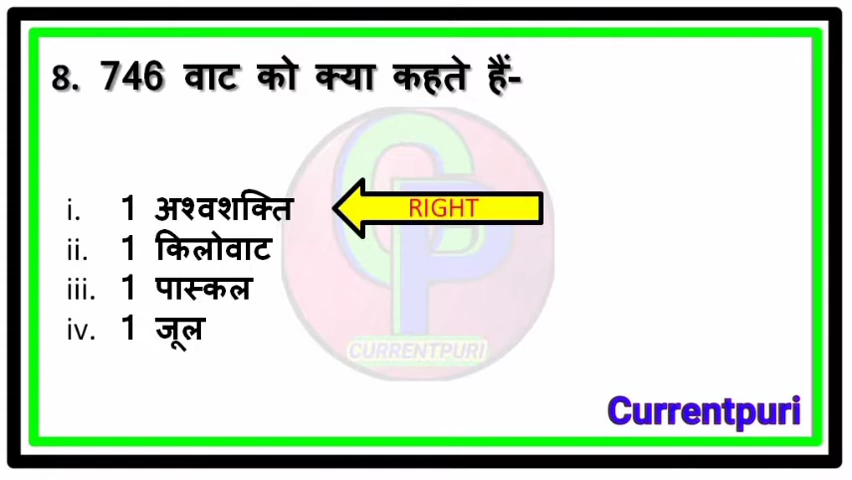 8. 746 वाट को क्या कहते हैं-
i. 1 अश्वशक्ति
RIGHT
ii. 1 किलोवाट
iii. 1 पास्कल
iv. 1 जूल
CURRENTPURI
Currentpuri